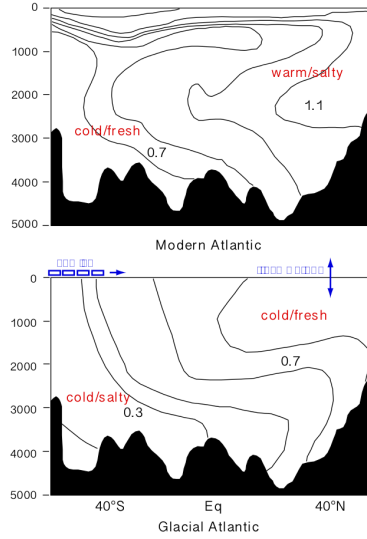 0
1000
warm/salty
2000
1.1
cold/fresh
3000
0.7
4000
5000
Modern Atlantic
0
cold/fresh
1000
0.7
2000
cold/salty
0.3
3000
4000
5000
40°S Eq 40°N
Glacial Atlantic